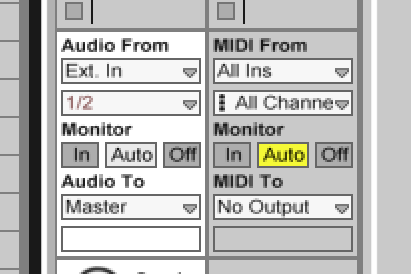 Audio From
Ext. In
1/2
Monitor
In Auto Off
Audio To
Master
MIDI From
All Ins
All Channe
Monitor
In Auto Off
MIDI To
No Output